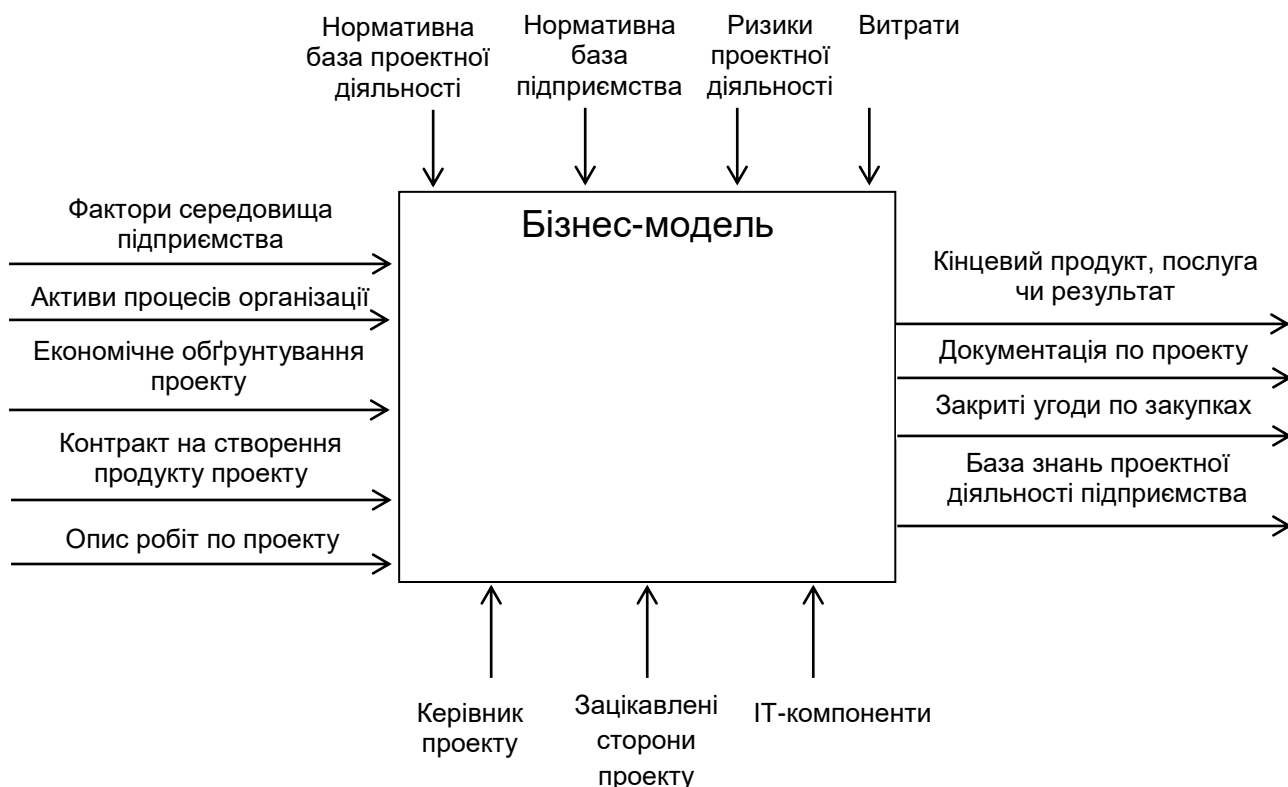 Нормативна
база проектної
діяльності
Нормативна
база
підприємства
Ризики
проектної
діяльності
Витрати
Фактори середовища
підприємства
Активи процесів організації
Економічне обґрунтування
проекту
Контракт на створення
продукту проекту
Опис робіт по проекту
Бізнес-модель
Кінцевий продукт, послуга
чи результат
Документація по проекту
Закриті угоди по закупках
База знань проектної
діяльності підприємства
Керівник
проекту
Зацікавлені
сторони
проекту
ІТ-компоненти